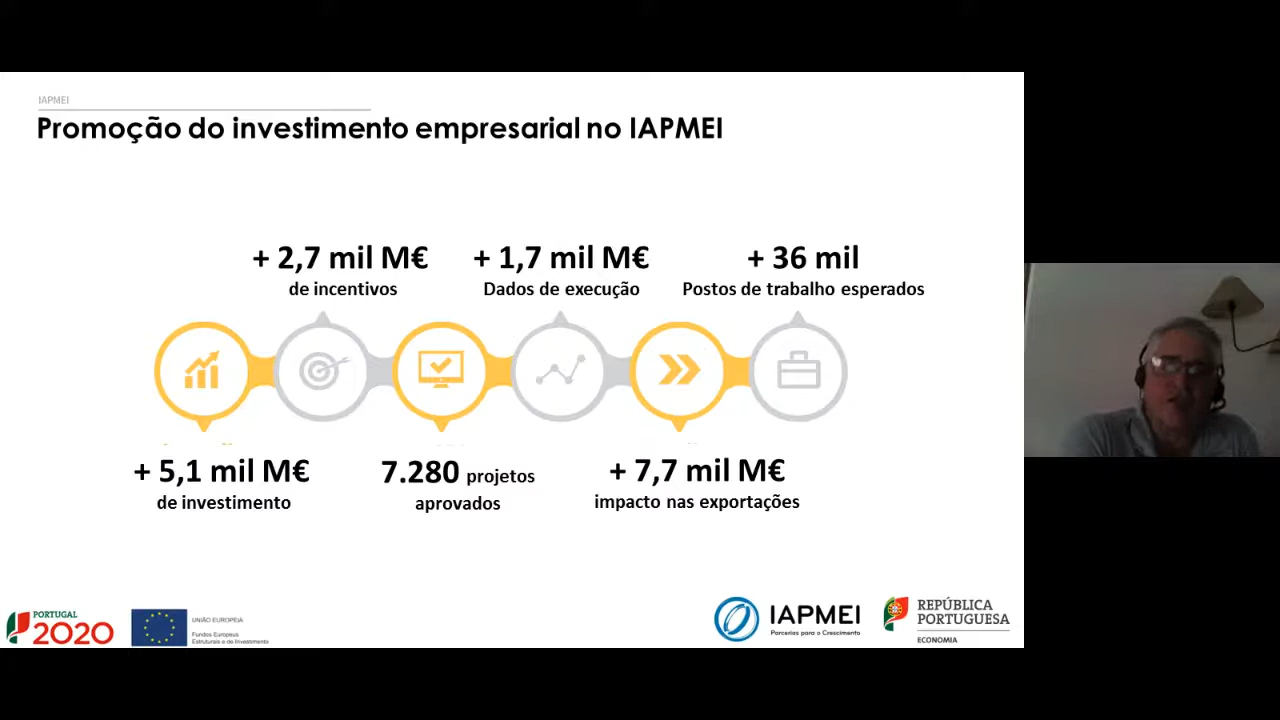 IAPMEI
Promoção do investimento empresarial no IAPMEI
+ 2,7 mil M€
de incentivos
+ 1,7 mil M€
Dados de execução
+ 36 mil
Postos de trabalho esperados
+ 5,1 mil M€
de investimento
7.280 projetos
aprovados
+ 7,7 mil M€
impacto nas exportações
PORTUGAL
2020
UNIÃO EUROPEIA
Fundos Europeus
Estruturais e de Investimento
IAPMEI
Parcerias para o Crescimento
REPÚBLICA
PORTUGUESA
ECONOMIA